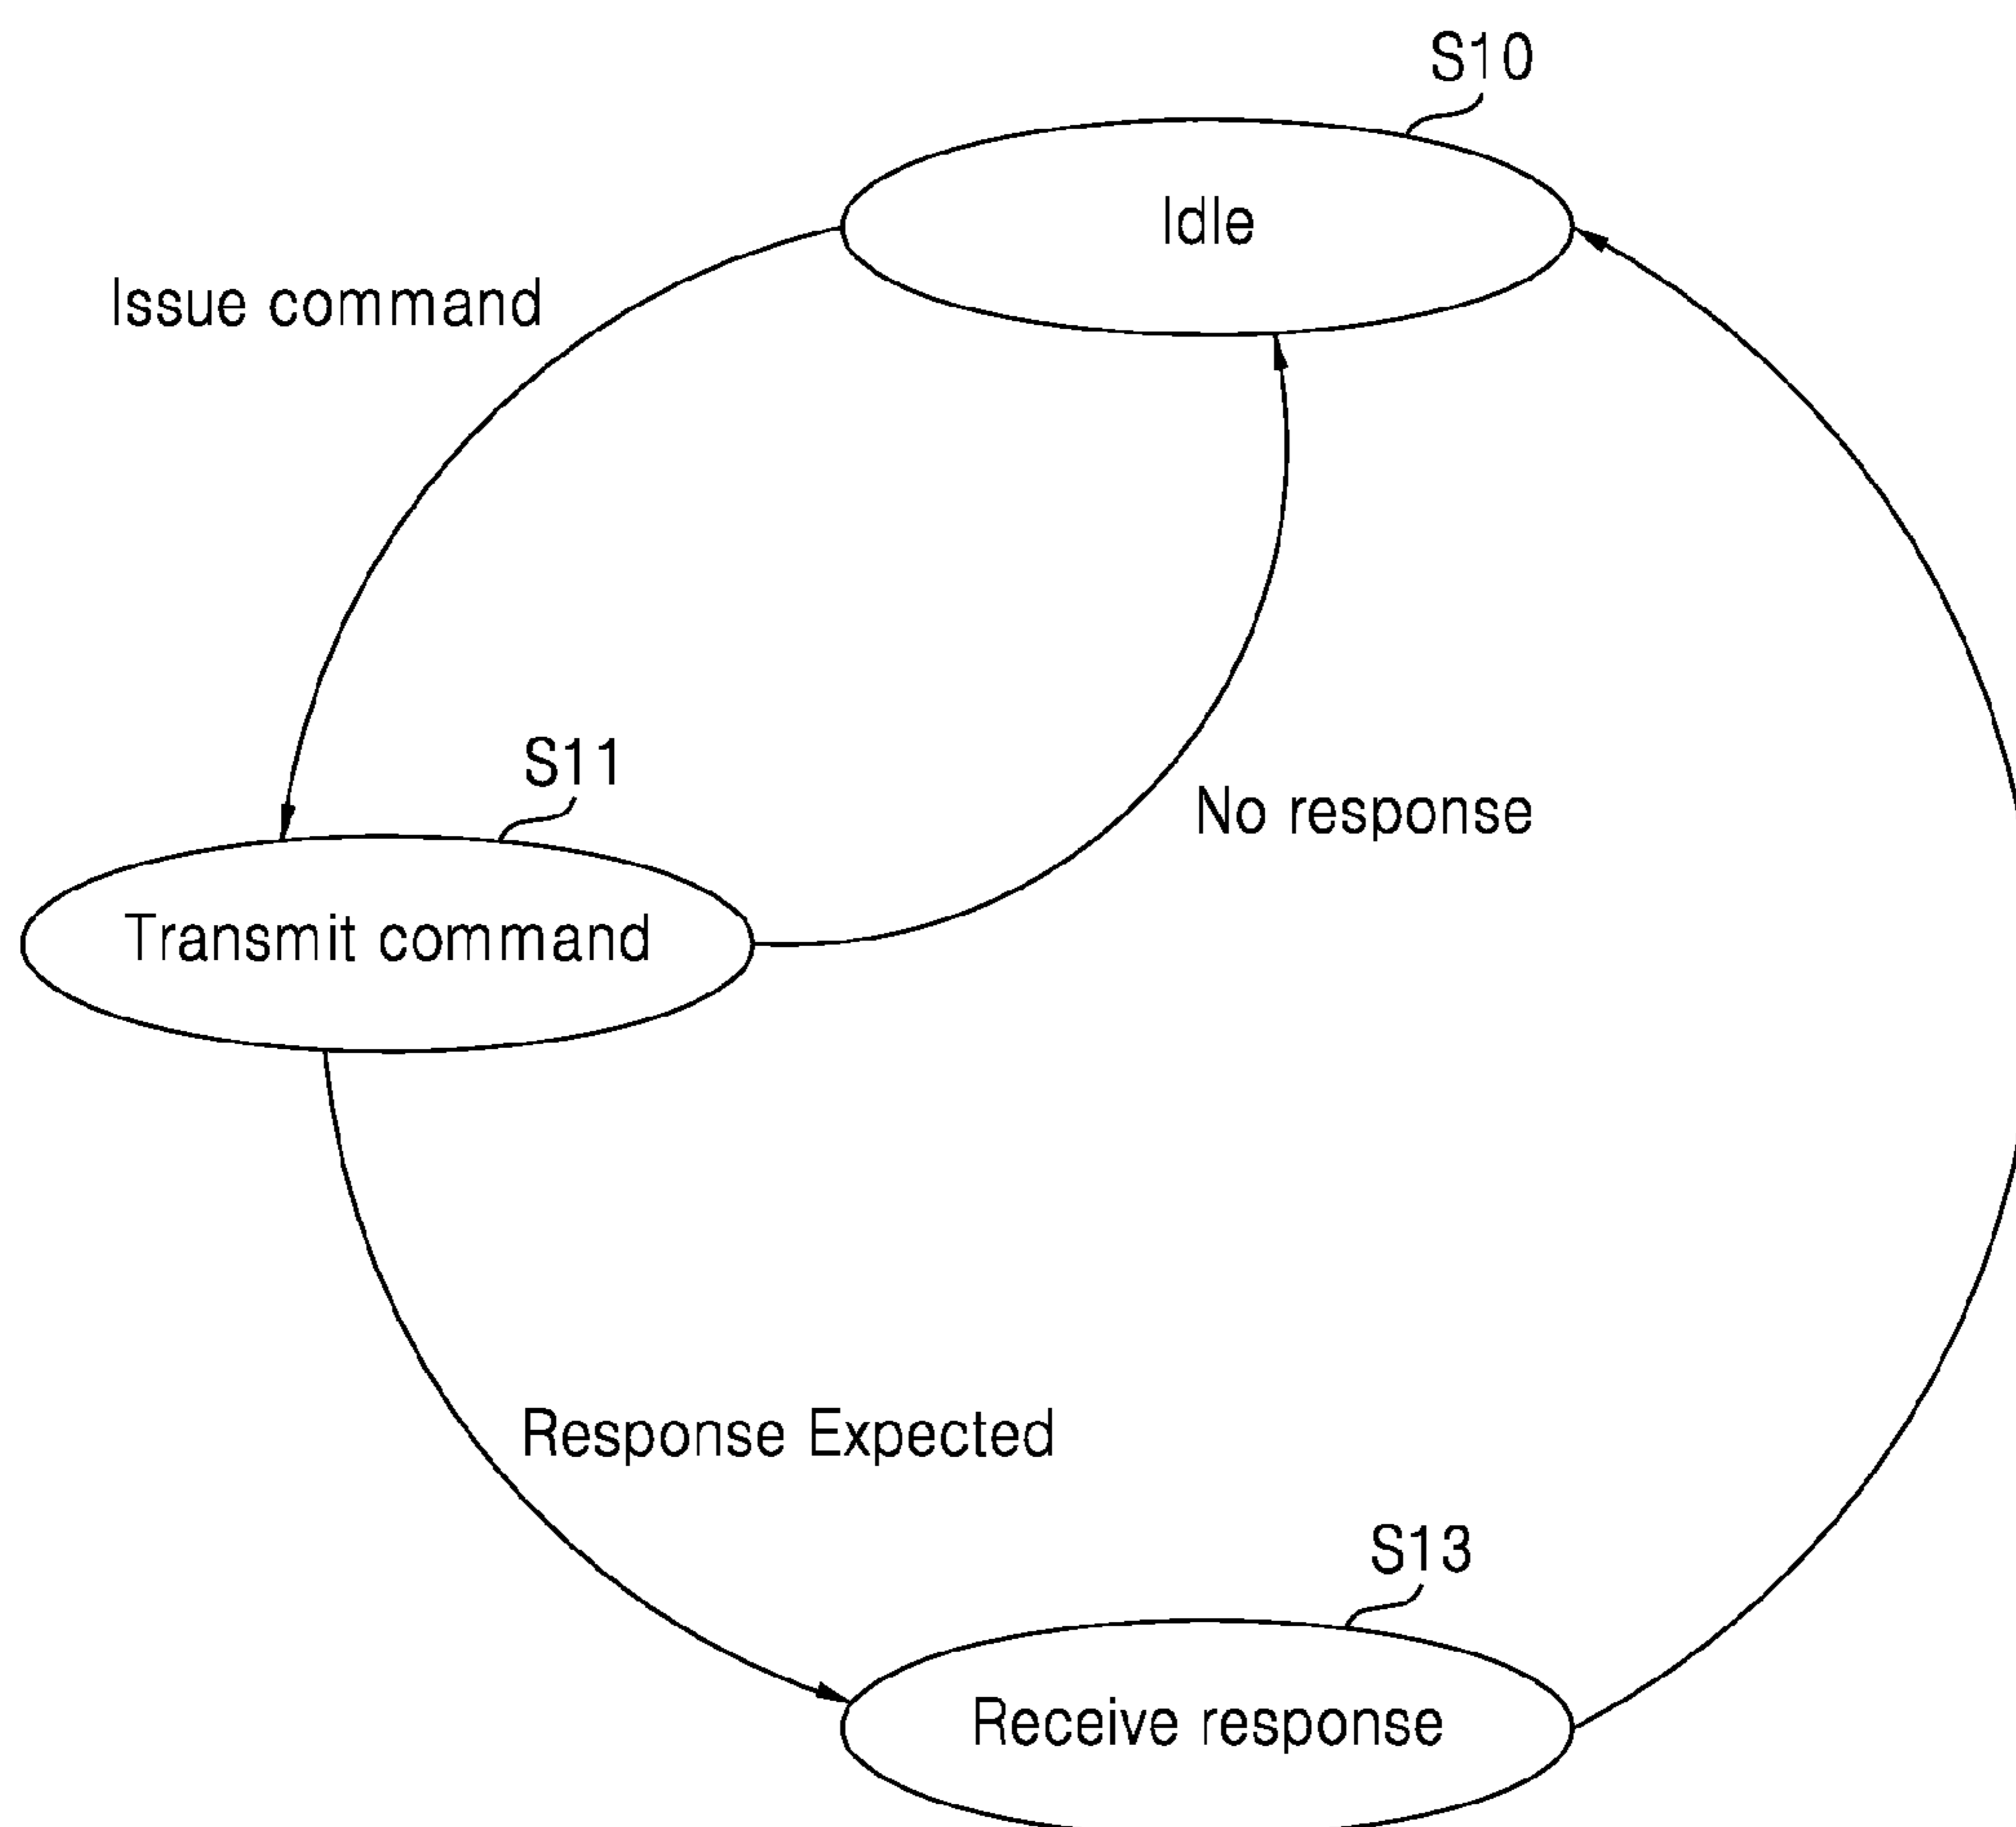 S10
Idle
Issue command
S11
No response
Transmit command
Response Expected
S13
Receive response